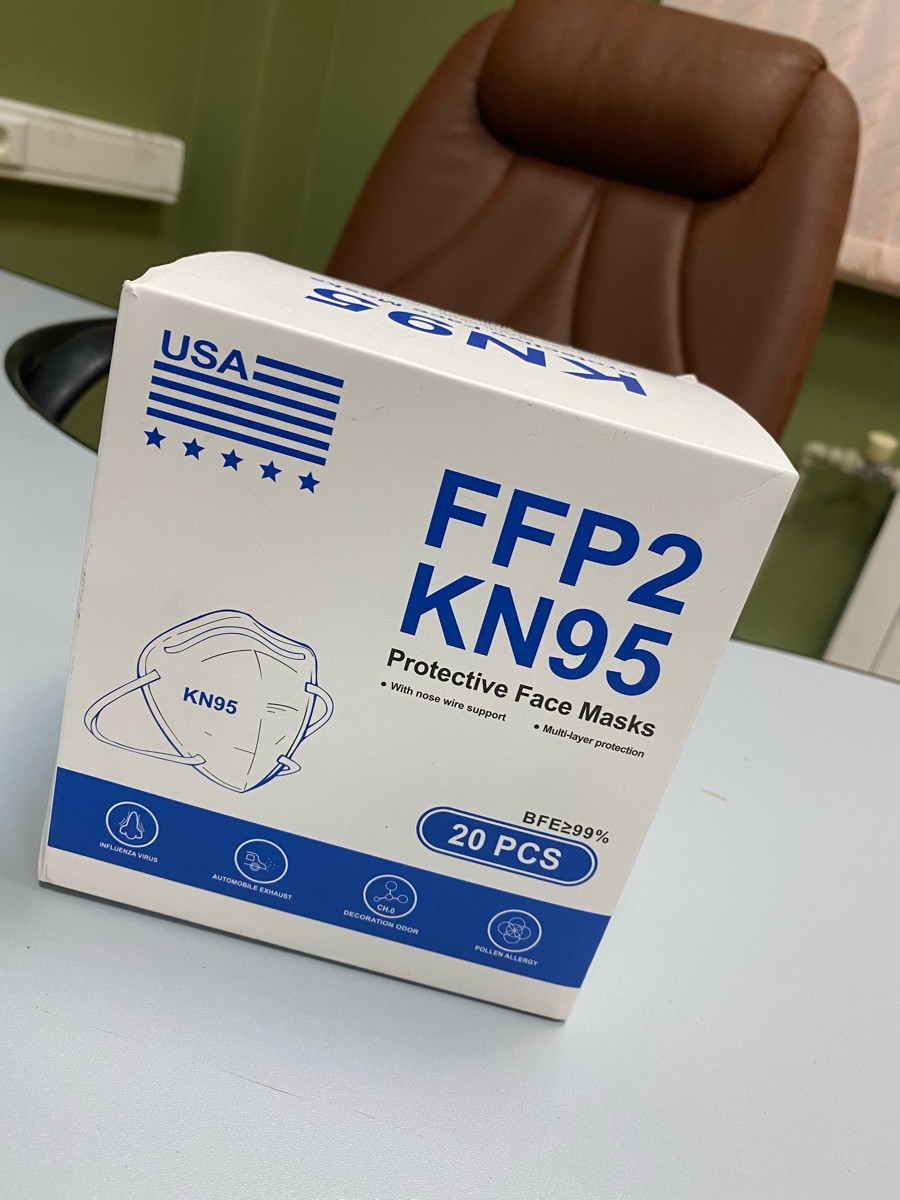 KN95
USA
FFP2
KN95
Protective Face Masks
• With nose wire support
• Multi-layer protection
KN95
BFE≥99%
20 PCS
INFLUENZA VIRUS
AUTOMOBILE EXHAUST
CH₂0
DECORATION ODOR
POLLEN ALLERGY